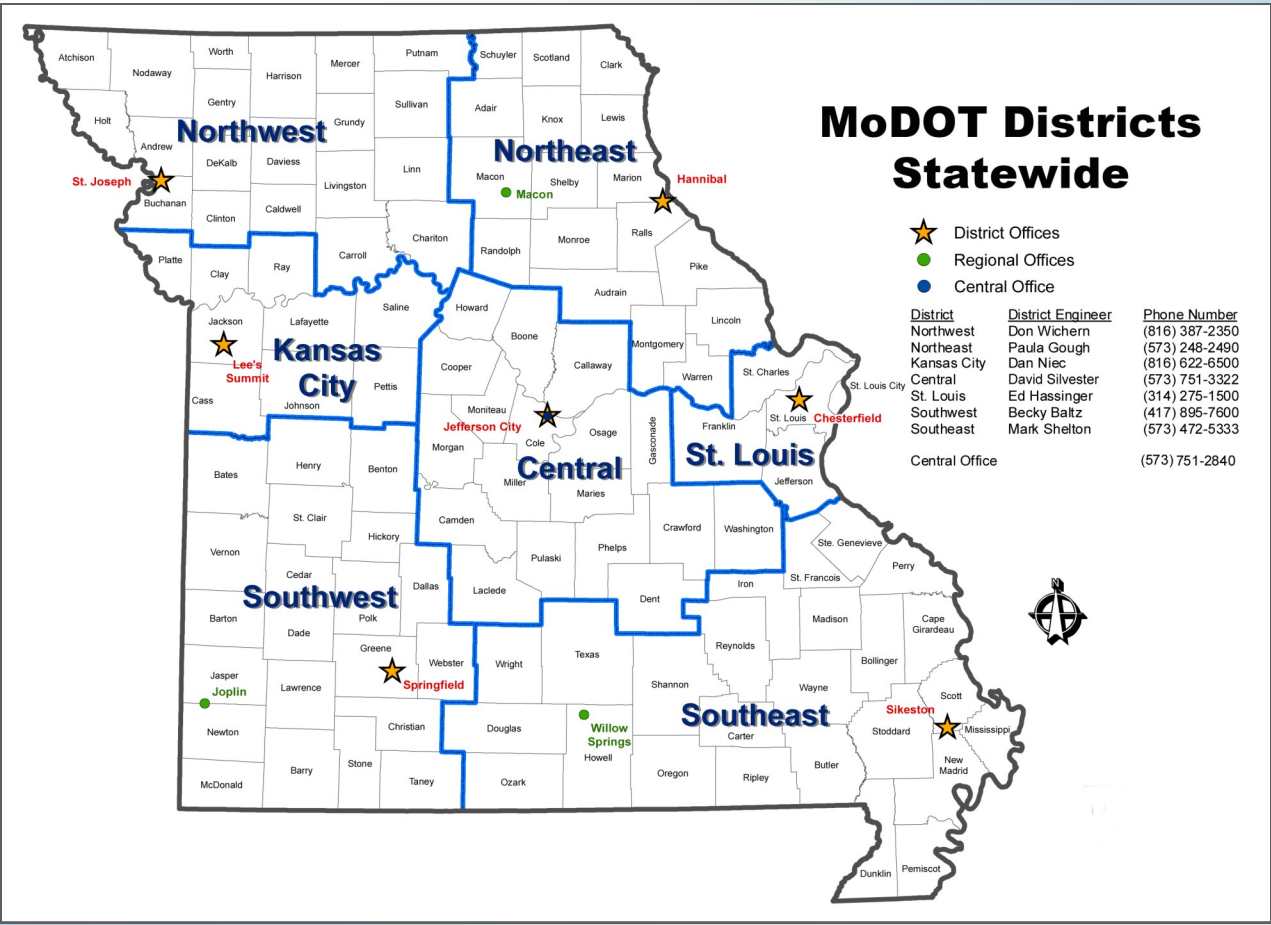 MoDOT Districts
Statewide
District Offices
Regional Offices
Central Office
District District Engineer Phone Number
Northwest Don Wichern (816) 387-2350
Northeast Paula Gough (573) 248-2490
Kansas City Dan Niec (816) 622-6500
Central David Silvester (573) 751-3322
St. Louis Ed Hassinger (314) 275-1500
Southwest Becky Baltz (417) 895-7600
Southeast Mark Shelton (573) 472-5333
Central Office (573) 751-2840
N
Northwest
Atchison
Nodaway
Worth
Harrison
Mercer
Putnam
Gentry
Sullivan
Holt
Grundy
Andrew
DeKalb
Daviess
Linn
St. Joseph
Livingston
Buchanan
Clinton
Caldwell
Chariton
Carroll
Northeast
Schuyler
Scotland
Clark
Adair
Knox
Lewis
Macon
Shelby
Marion
Hannibal
Macon
Randolph
Monroe
Ralls
Pike
Audrain
Lincoln
Montgomery
Warren
Kansas
City
Platte
Clay
Ray
Saline
Jackson
Lafayette
Lee's
Summit
Pettis
Cass
Johnson
Central
Howard
Boone
Callaway
Cooper
Moniteau
Jefferson City
Cole
Osage
Gasconade
Morgan
Miller
Maries
Camden
Crawford
Washington
Pulaski
Phelps
Laclede
Dent
St. Louis
St. Charles
St. Louis City
St. Louis
Chesterfield
Franklin
Jefferson
Southwest
Bates
Henry
Benton
St. Clair
Hickory
Vernon
Cedar
Dallas
Barton
Polk
Dade
Greene
Webster
Jasper
Joplin
Lawrence
Springfield
Newton
Christian
Stone
Barry
Taney
McDonald
Southeast
Ste. Genevieve
Perry
Iron
St. Francois
Madison
Cape
Girardeau
Reynolds
Bollinger
Wright
Texas
Shannon
Wayne
Scott
Sikeston
Mississippi
Stoddard
Douglas
Willow
Springs
Howell
Carter
Butler
New
Madrid
Ozark
Oregon
Ripley
Dunklin
Pemiscot